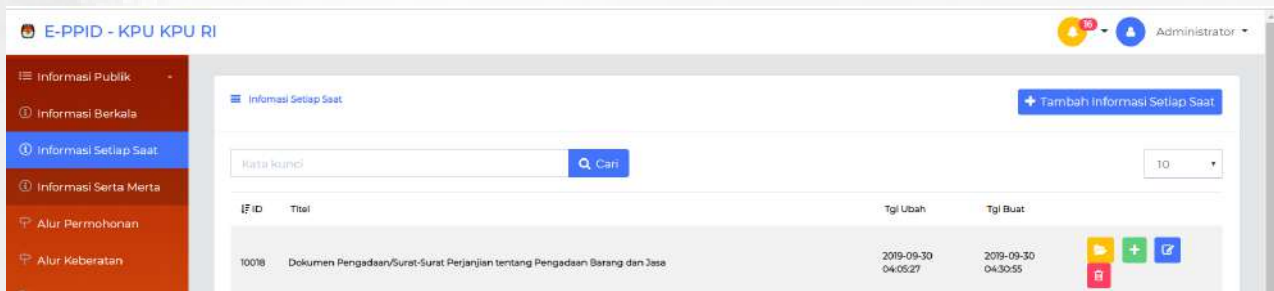 E-PPID - KPU KPU RI
16
Administrator
Informasi Publik
Informasi Berkala
Informasi Setiap Saat
Informasi Serta Merta
Alur Permohonan
Alur Keberatan
Infomasi Setiap Saat
Tambah Informasi Setiap Saat
Kata kunci
Cari
10
ID Titel Tgl Ubah Tgl Buat
10018 Dokumen Pengadaan/Surat-Surat Perjanjian tentang Pengadaan Barang dan Jasa 2019-09-30 2019-09-30
04:05:27 04:30:55